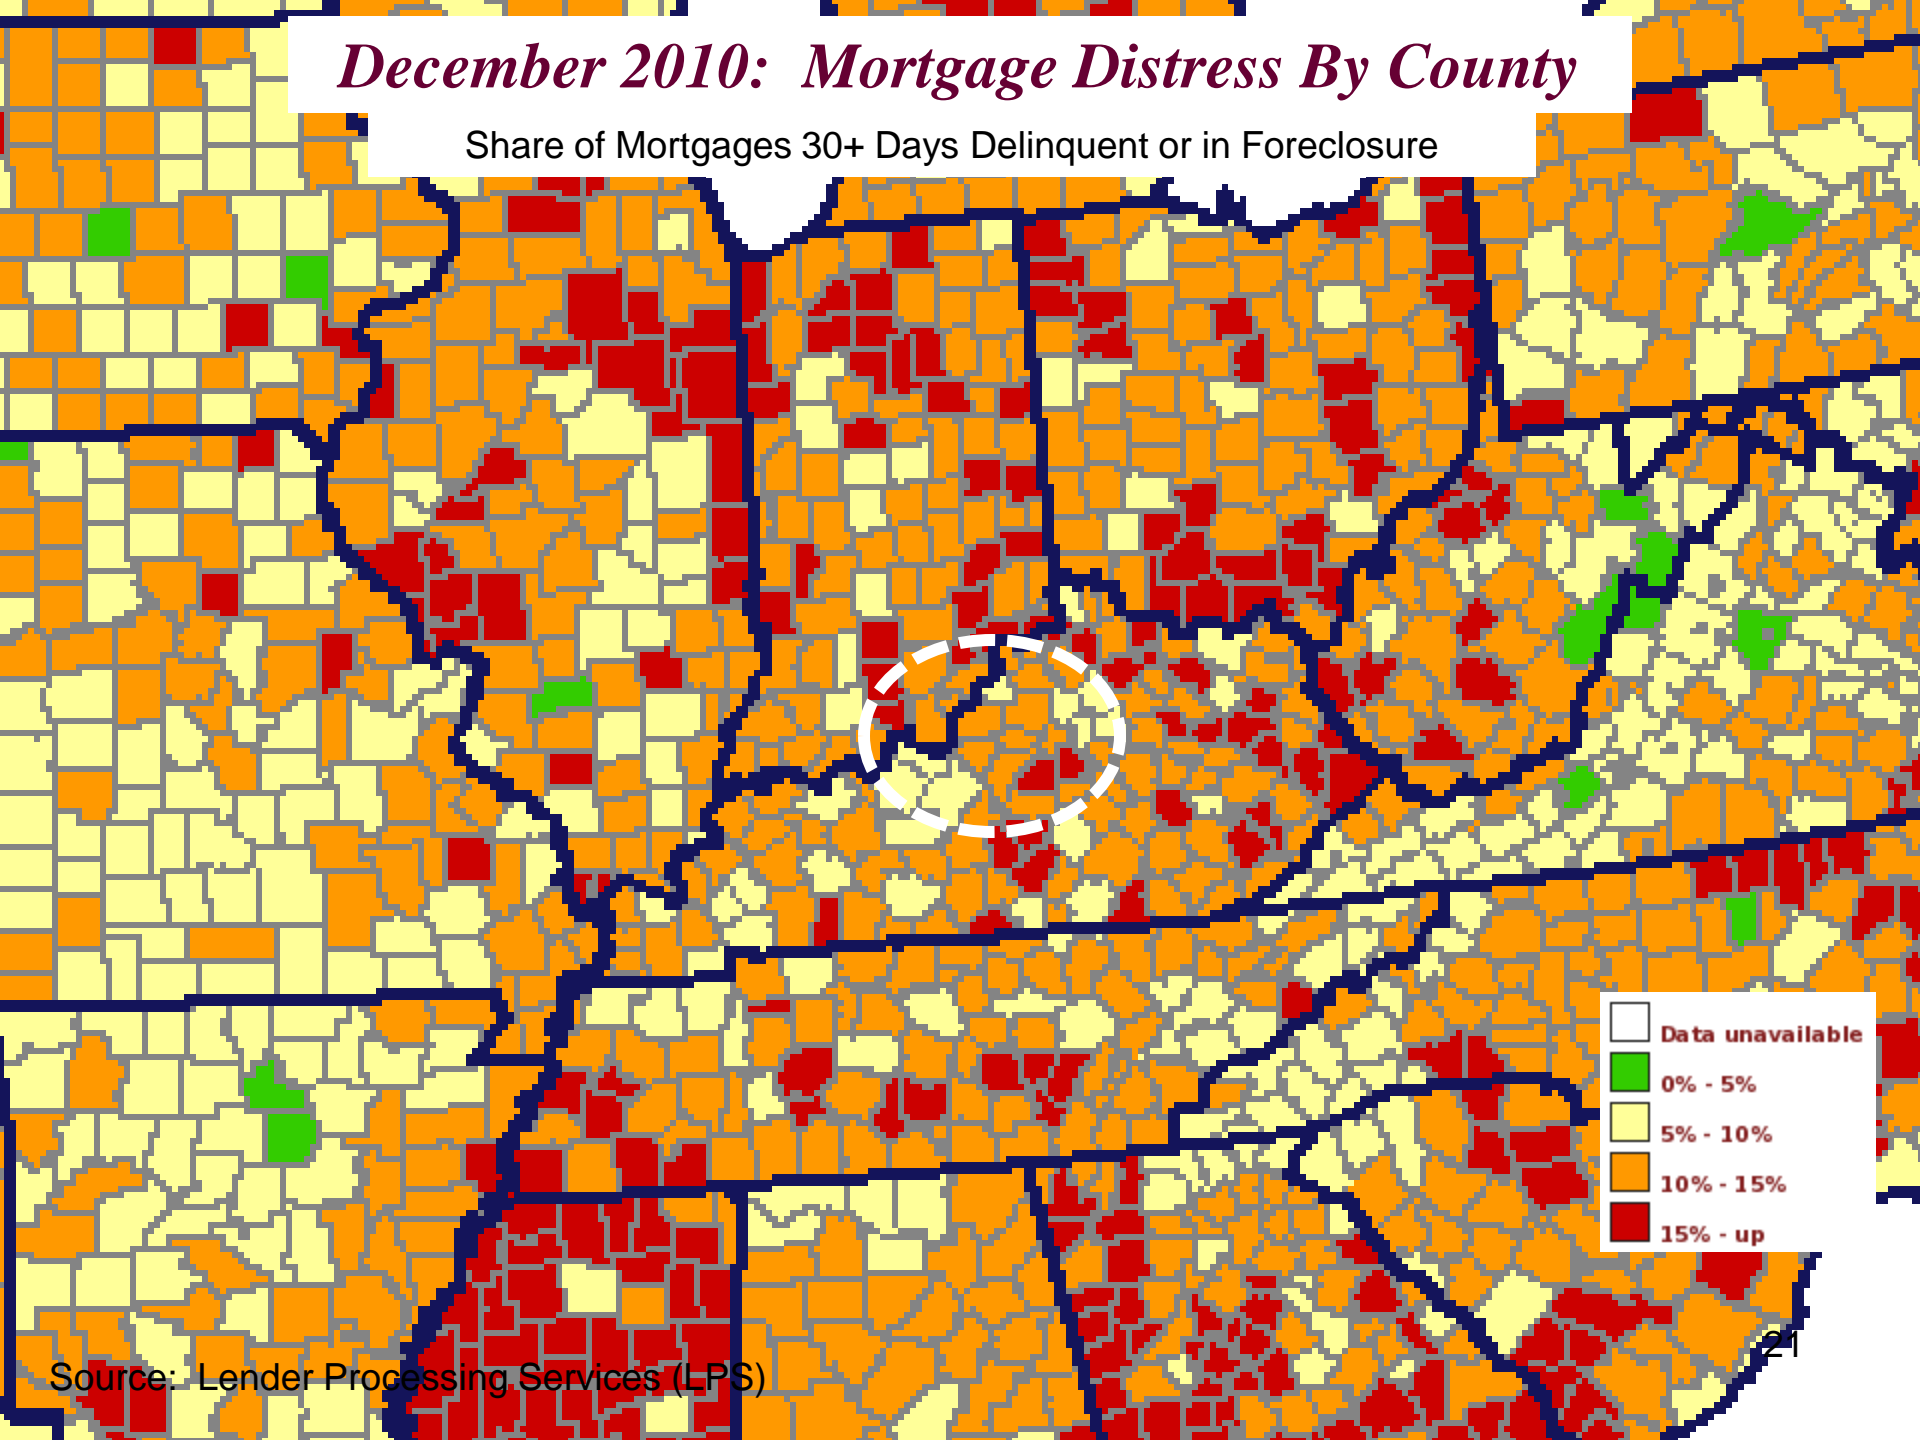 December 2010:  Mortgage Distress By County
Share of Mortgages 30+ Days Delinquent or in Foreclosure
Data unavailable
0% - 5%
5% - 10%
10% - 15%
15% - up
21
Source:  Lender Processing Services (LPS)